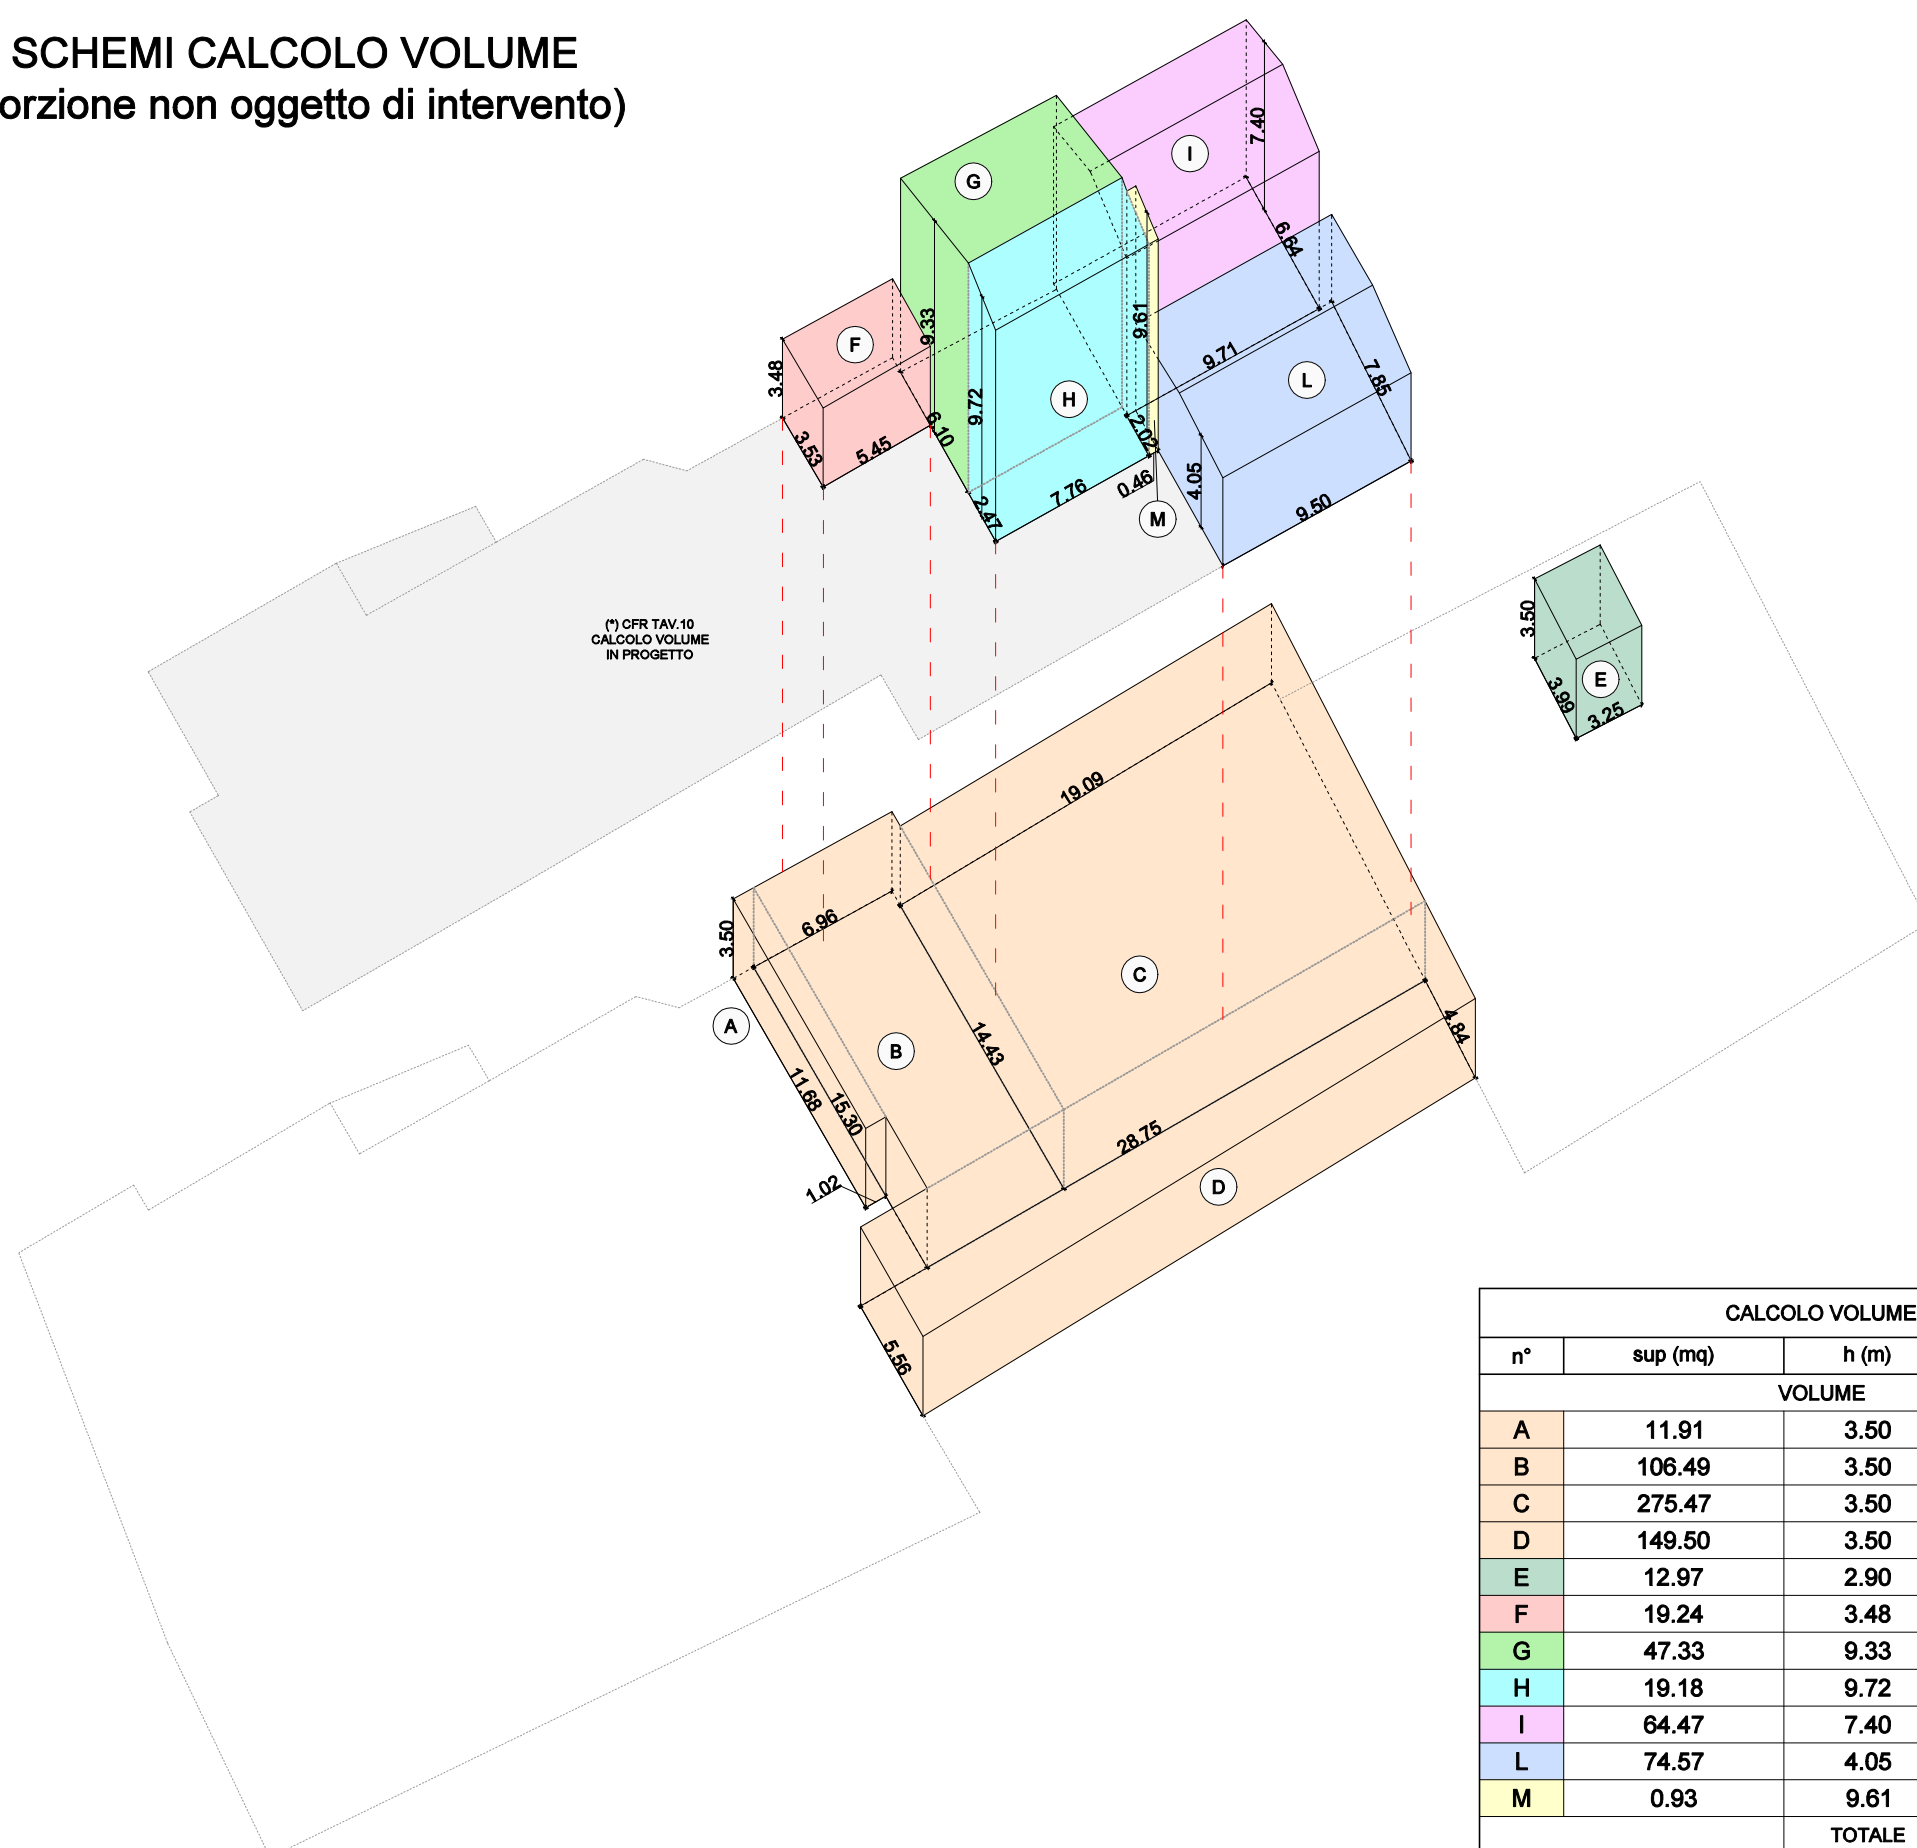 SCHEMI CALCOLO VOLUME
orzione non oggetto di intervento)
7.40
I
G
6.64
9.33
9.61
F
9.71
3.48
L
7.85
9.72
H
6.10
2.02
3.53
5.45
4.05
0.46
7.76
2.47
M
9.50
3.50
(*) CFR TAV.10
CALCOLO VOLUME
IN PROGETTO
E
3.99
3.25
19.09
6.96
3.50
C
A
B
14.43
4.84
11.68
15.30
28.75
1.02
D
5.56
CALCOLO VOLUME
n° sup (mq) h (m)
VOLUME
A 11.91 3.50
B 106.49 3.50
C 275.47 3.50
D 149.50 3.50
E 12.97 2.90
F 19.24 3.48
G 47.33 9.33
H 19.18 9.72
I 64.47 7.40
L 74.57 4.05
M 0.93 9.61
TOTALE